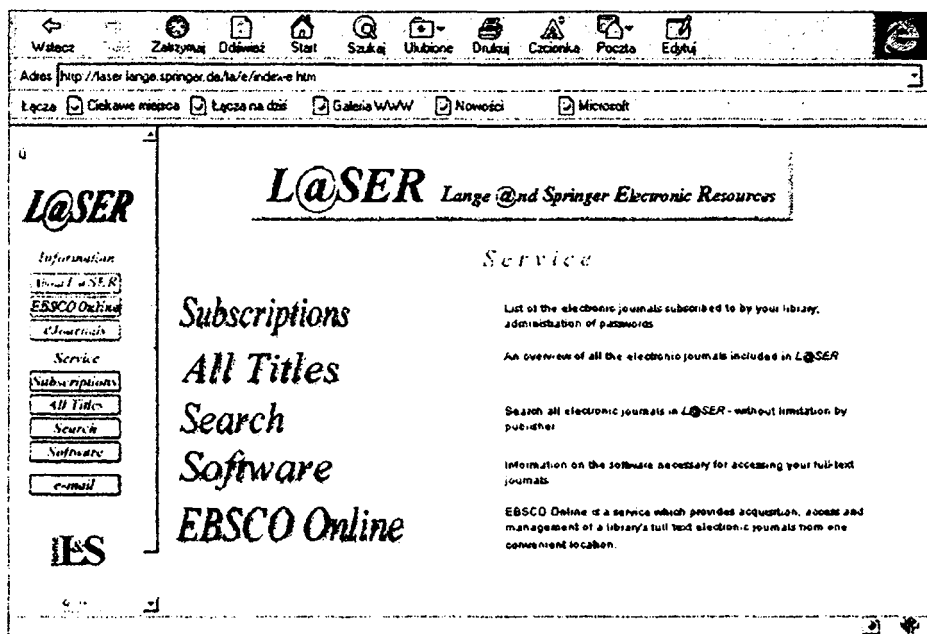 Wstecz Zatrzymaj Odśwież Start Szukaj Ulubione Drukuj Czcionka Poczta Edytuj
Adres http://laser.lange.springer.de/la/e/index-e.htm
Łącza Ciekawe miejsca Łącza na dziś Galeria WWW Nowości Microsoft
L@SER
L@SER Lange @nd Springer Electronic Resources
Information
About L@SER
EBSCO Online
eJournals
Service
Subscriptions
All Titles
Search
Software
e-mail
Home L&S
Service
Subscriptions
List of the electronic journals subscribed to by your library;
administration of passwords
All Titles
An overview of all the electronic journals included in L@SER
Search
Search all electronic journals in L@SER - without limitation by
publisher
Software
Information on the software necessary for accessing your full-text
journals
EBSCO Online
EBSCO Online is a service which provides acquisition, access and
management of a library's full text electronic journals from one
convenient location.